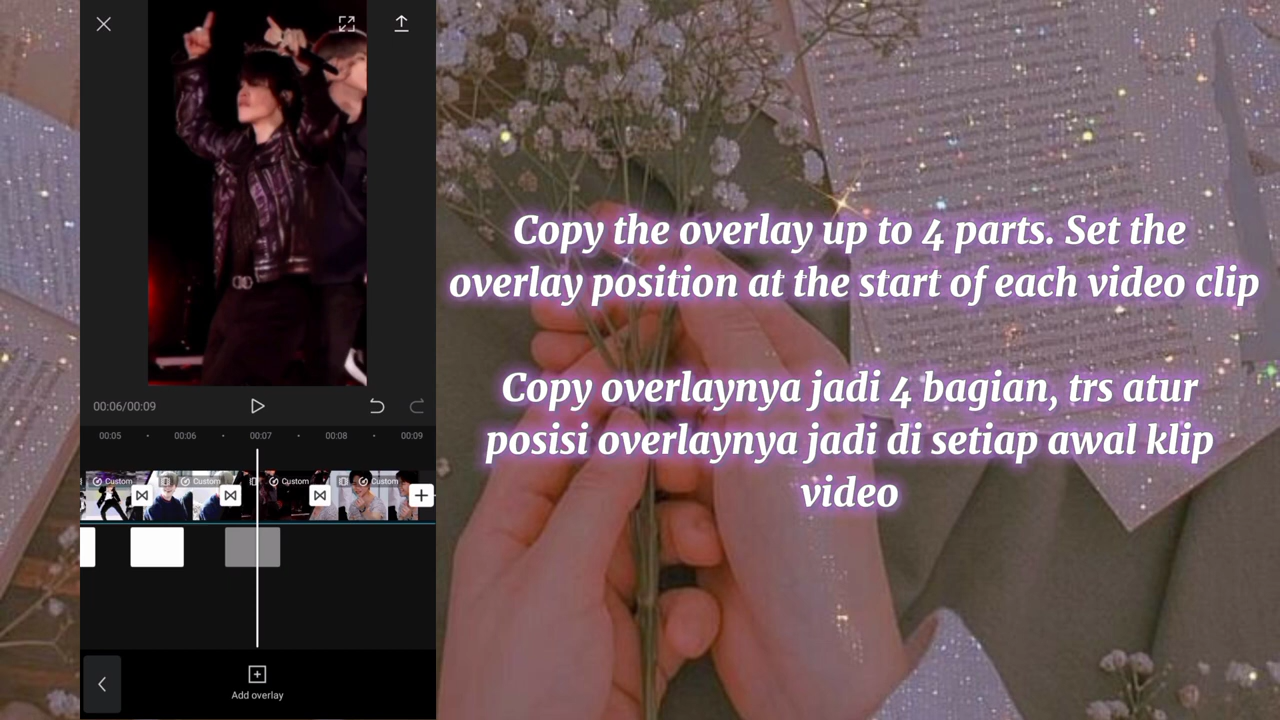 00:06/00:09
00:05
00:06
00:07
00:08
00:09
Custom
Custom
Custom
Custom
Add overlay
Copy the overlay up to 4 parts. Set the
overlay position at the start of each video clip
Copy overlaynya jadi 4 bagian, trs atur
posisi overlaynya jadi di setiap awal klip
video